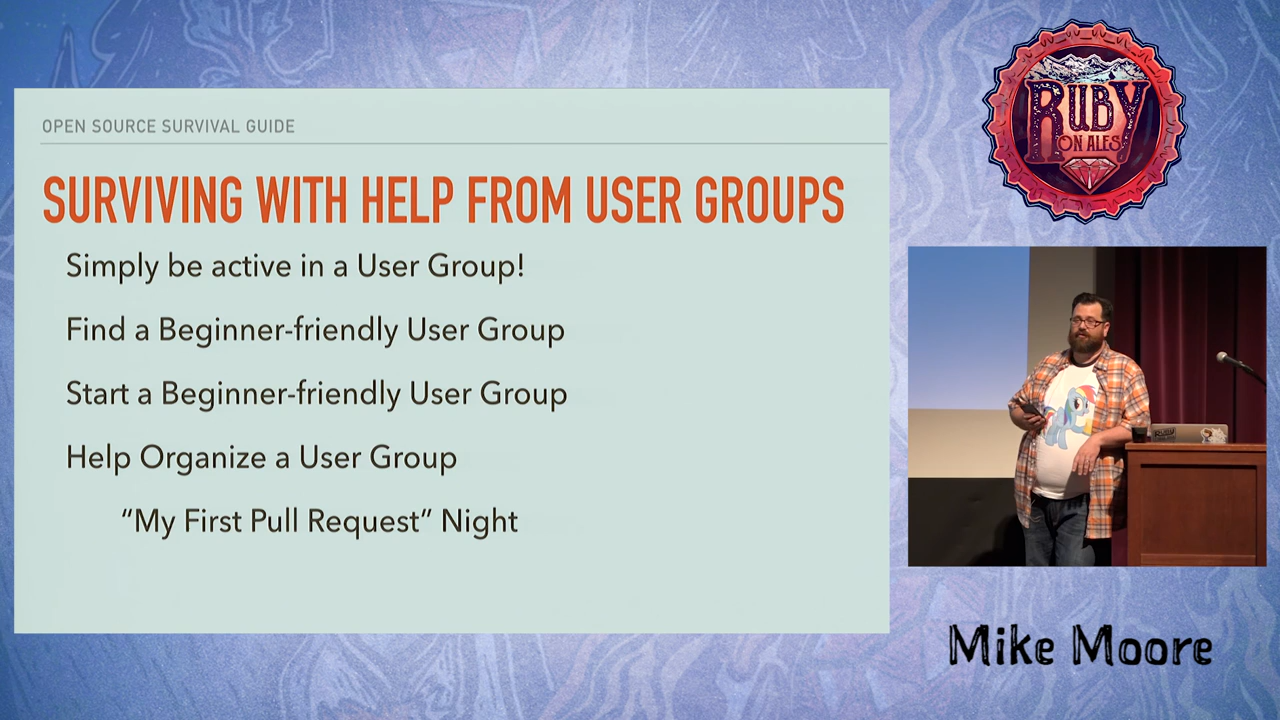 OPEN SOURCE SURVIVAL GUIDE
SURVIVING WITH HELP FROM USER GROUPS
Simply be active in a User Group!
Find a Beginner-friendly User Group
Start a Beginner-friendly User Group
Help Organize a User Group
“My First Pull Request” Night
RUBY
ON ALES
Mike Moore